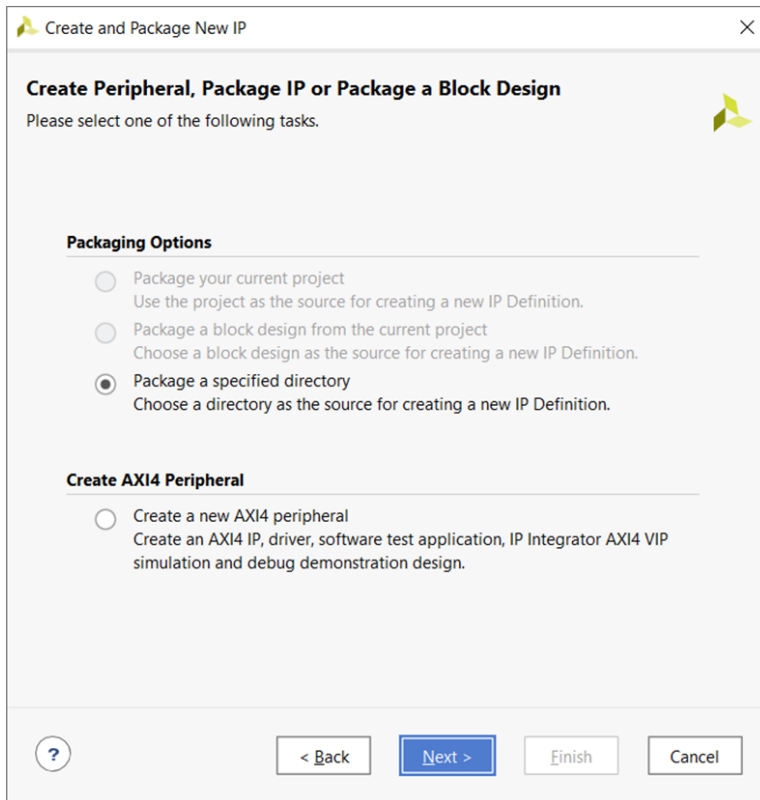 Create and Package New IP
Create Peripheral, Package IP or Package a Block Design
Please select one of the following tasks.
Packaging Options
Package your current project
Use the project as the source for creating a new IP Definition.
Package a block design from the current project
Choose a block design as the source for creating a new IP Definition.
Package a specified directory
Choose a directory as the source for creating a new IP Definition.
Create AXI4 Peripheral
Create a new AXI4 peripheral
Create an AXI4 IP, driver, software test application, IP Integrator AXI4 VIP
simulation and debug demonstration design.
? < Back Next > Finish Cancel